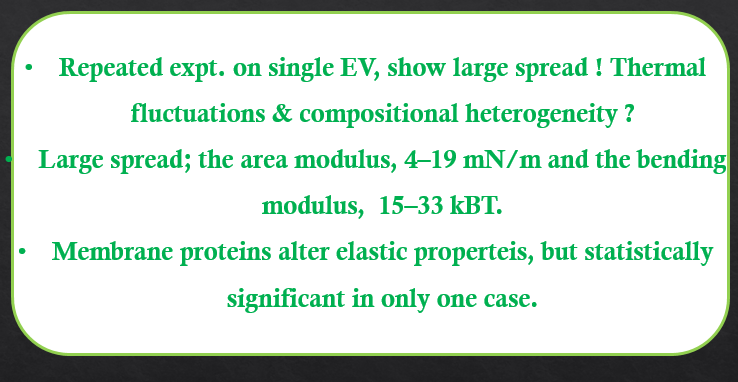 • Repeated expt. on single EV, show large spread ! Thermal
fluctuations & compositional heterogeneity ?
• Large spread; the area modulus, 4–19 mN/m and the bending
modulus, 15–33 kBT.
• Membrane proteins alter elastic properteis, but statistically
significant in only one case.